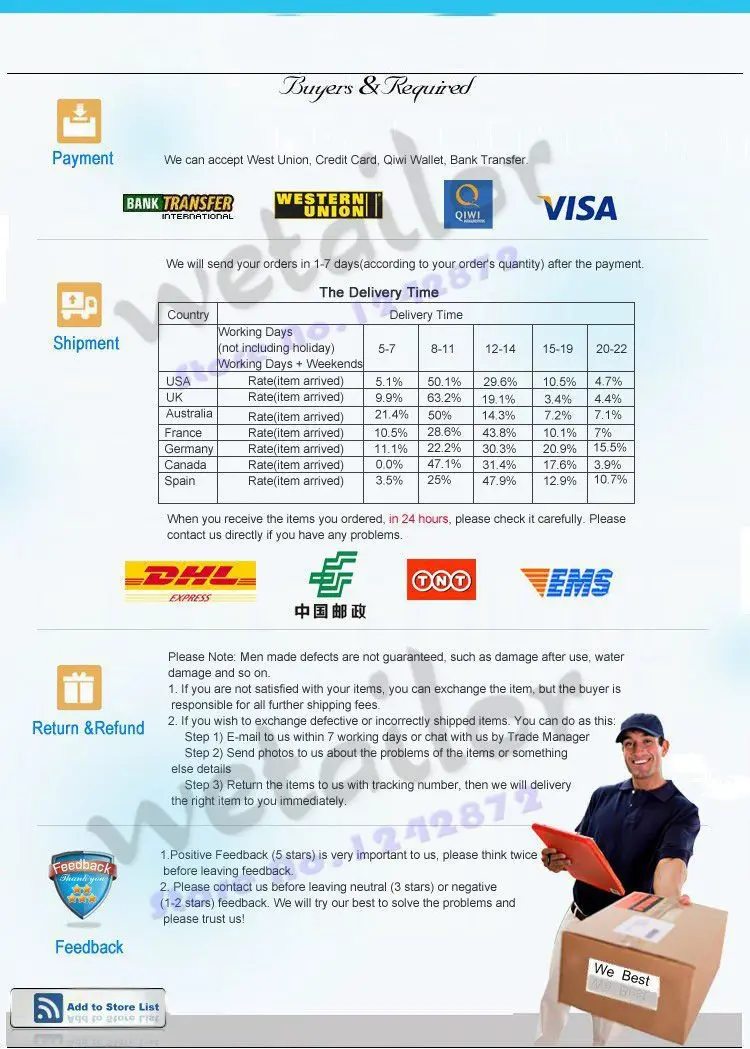 Buyers & Required
Payment
We can accept West Union, Credit Card, Qiwi Wallet, Bank Transfer.
BANK TRANSFER
INTERNATIONAL
WESTERN
UNION
QIWI
VISA
We will send your orders in 1-7 days(according to your order's quantity) after the payment.
Shipment
The Delivery Time
Country Delivery Time
Working Days
(not including holiday)
Working Days + Weekends
5-7 8-11 12-14 15-19 20-22
USA Rate(item arrived) 5.1% 50.1% 29.6% 10.5% 4.7%
UK Rate(item arrived) 9.9% 63.2% 19.1% 3.4% 4.4%
Australia Rate(item arrived) 21.4% 50% 14.3% 7.2% 7.1%
France Rate(item arrived) 10.5% 28.6% 43.8% 10.1% 7%
Germany Rate(item arrived) 11.1% 22.2% 30.3% 20.9% 15.5%
Canada Rate(item arrived) 0.0% 47.1% 31.4% 17.6% 3.9%
Spain Rate(item arrived) 3.5% 25% 47.9% 12.9% 10.7%
When you receive the items you ordered, in 24 hours, please check it carefully. Please
contact us directly if you have any problems.
DHL
EXPRESS
中国邮政
TNT
EMS
Return &Refund
Please Note: Men made defects are not guaranteed, such as damage after use, water
damage and so on.
1. If you are not satisfied with your items, you can exchange the item, but the buyer is
responsible for all further shipping fees.
2. If you wish to exchange defective or incorrectly shipped items. You can do as this:
Step 1) E-mail to us within 7 working days or chat with us by Trade Manager
Step 2) Send photos to us about the problems of the items or something
else details
Step 3) Return the items to us with tracking number, then we will delivery
the right item to you immediately.
Feedback
Thank you
Feedback
1.Positive Feedback (5 stars) is very important to us, please think twice
before leaving feedback.
2. Please contact us before leaving neutral (3 stars) or negative
(1-2 stars) feedback. We will try our best to solve the problems and
please trust us!
We Best
Add to Store List
wetailor
Store No.1242872
wetailor
Store No.1242872